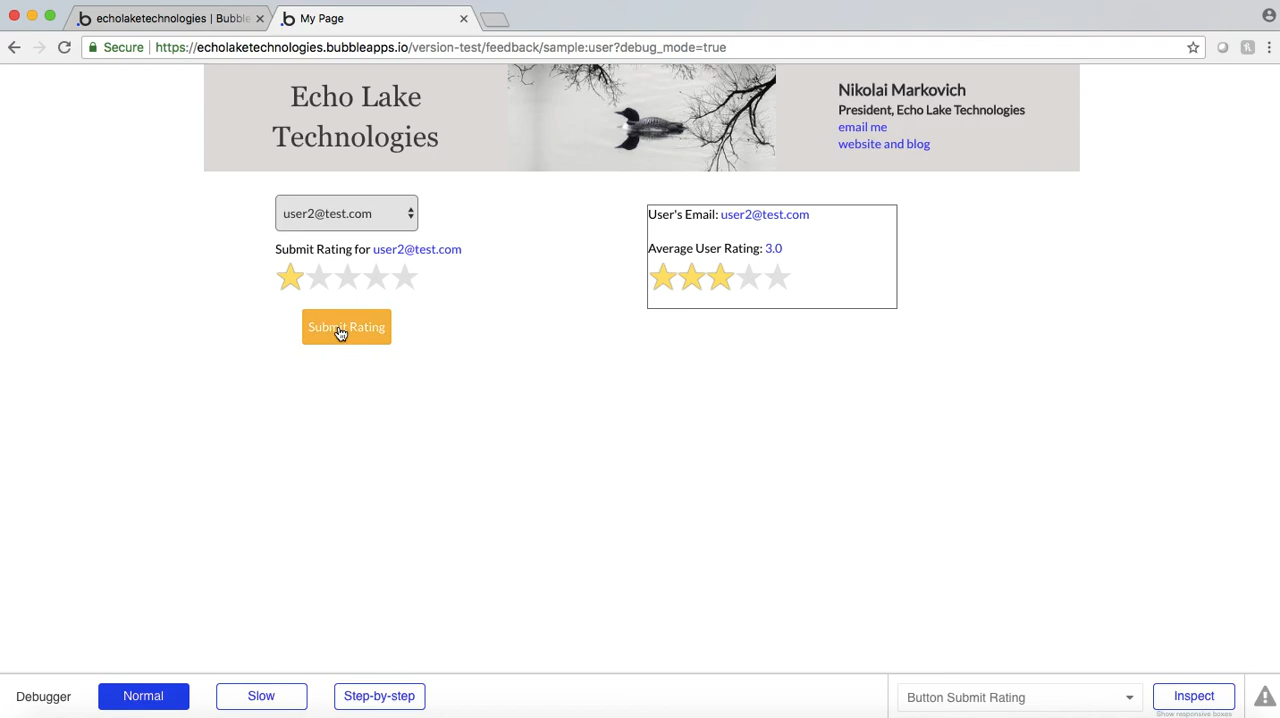 echolaketechnologies | Bubble
My Page
Secure
https://echolaketechnologies.bubbleapps.io/version-test/feedback/sample:user?debug_mode=true
Echo Lake
Technologies
Nikolai Markovich
President, Echo Lake Technologies
email me
website and blog
user2@test.com
Submit Rating for user2@test.com
Submit Rating
User's Email: user2@test.com
Average User Rating: 3.0
Debugger
Normal
Slow
Step-by-step
Button Submit Rating
Inspect
Show responsive boxes